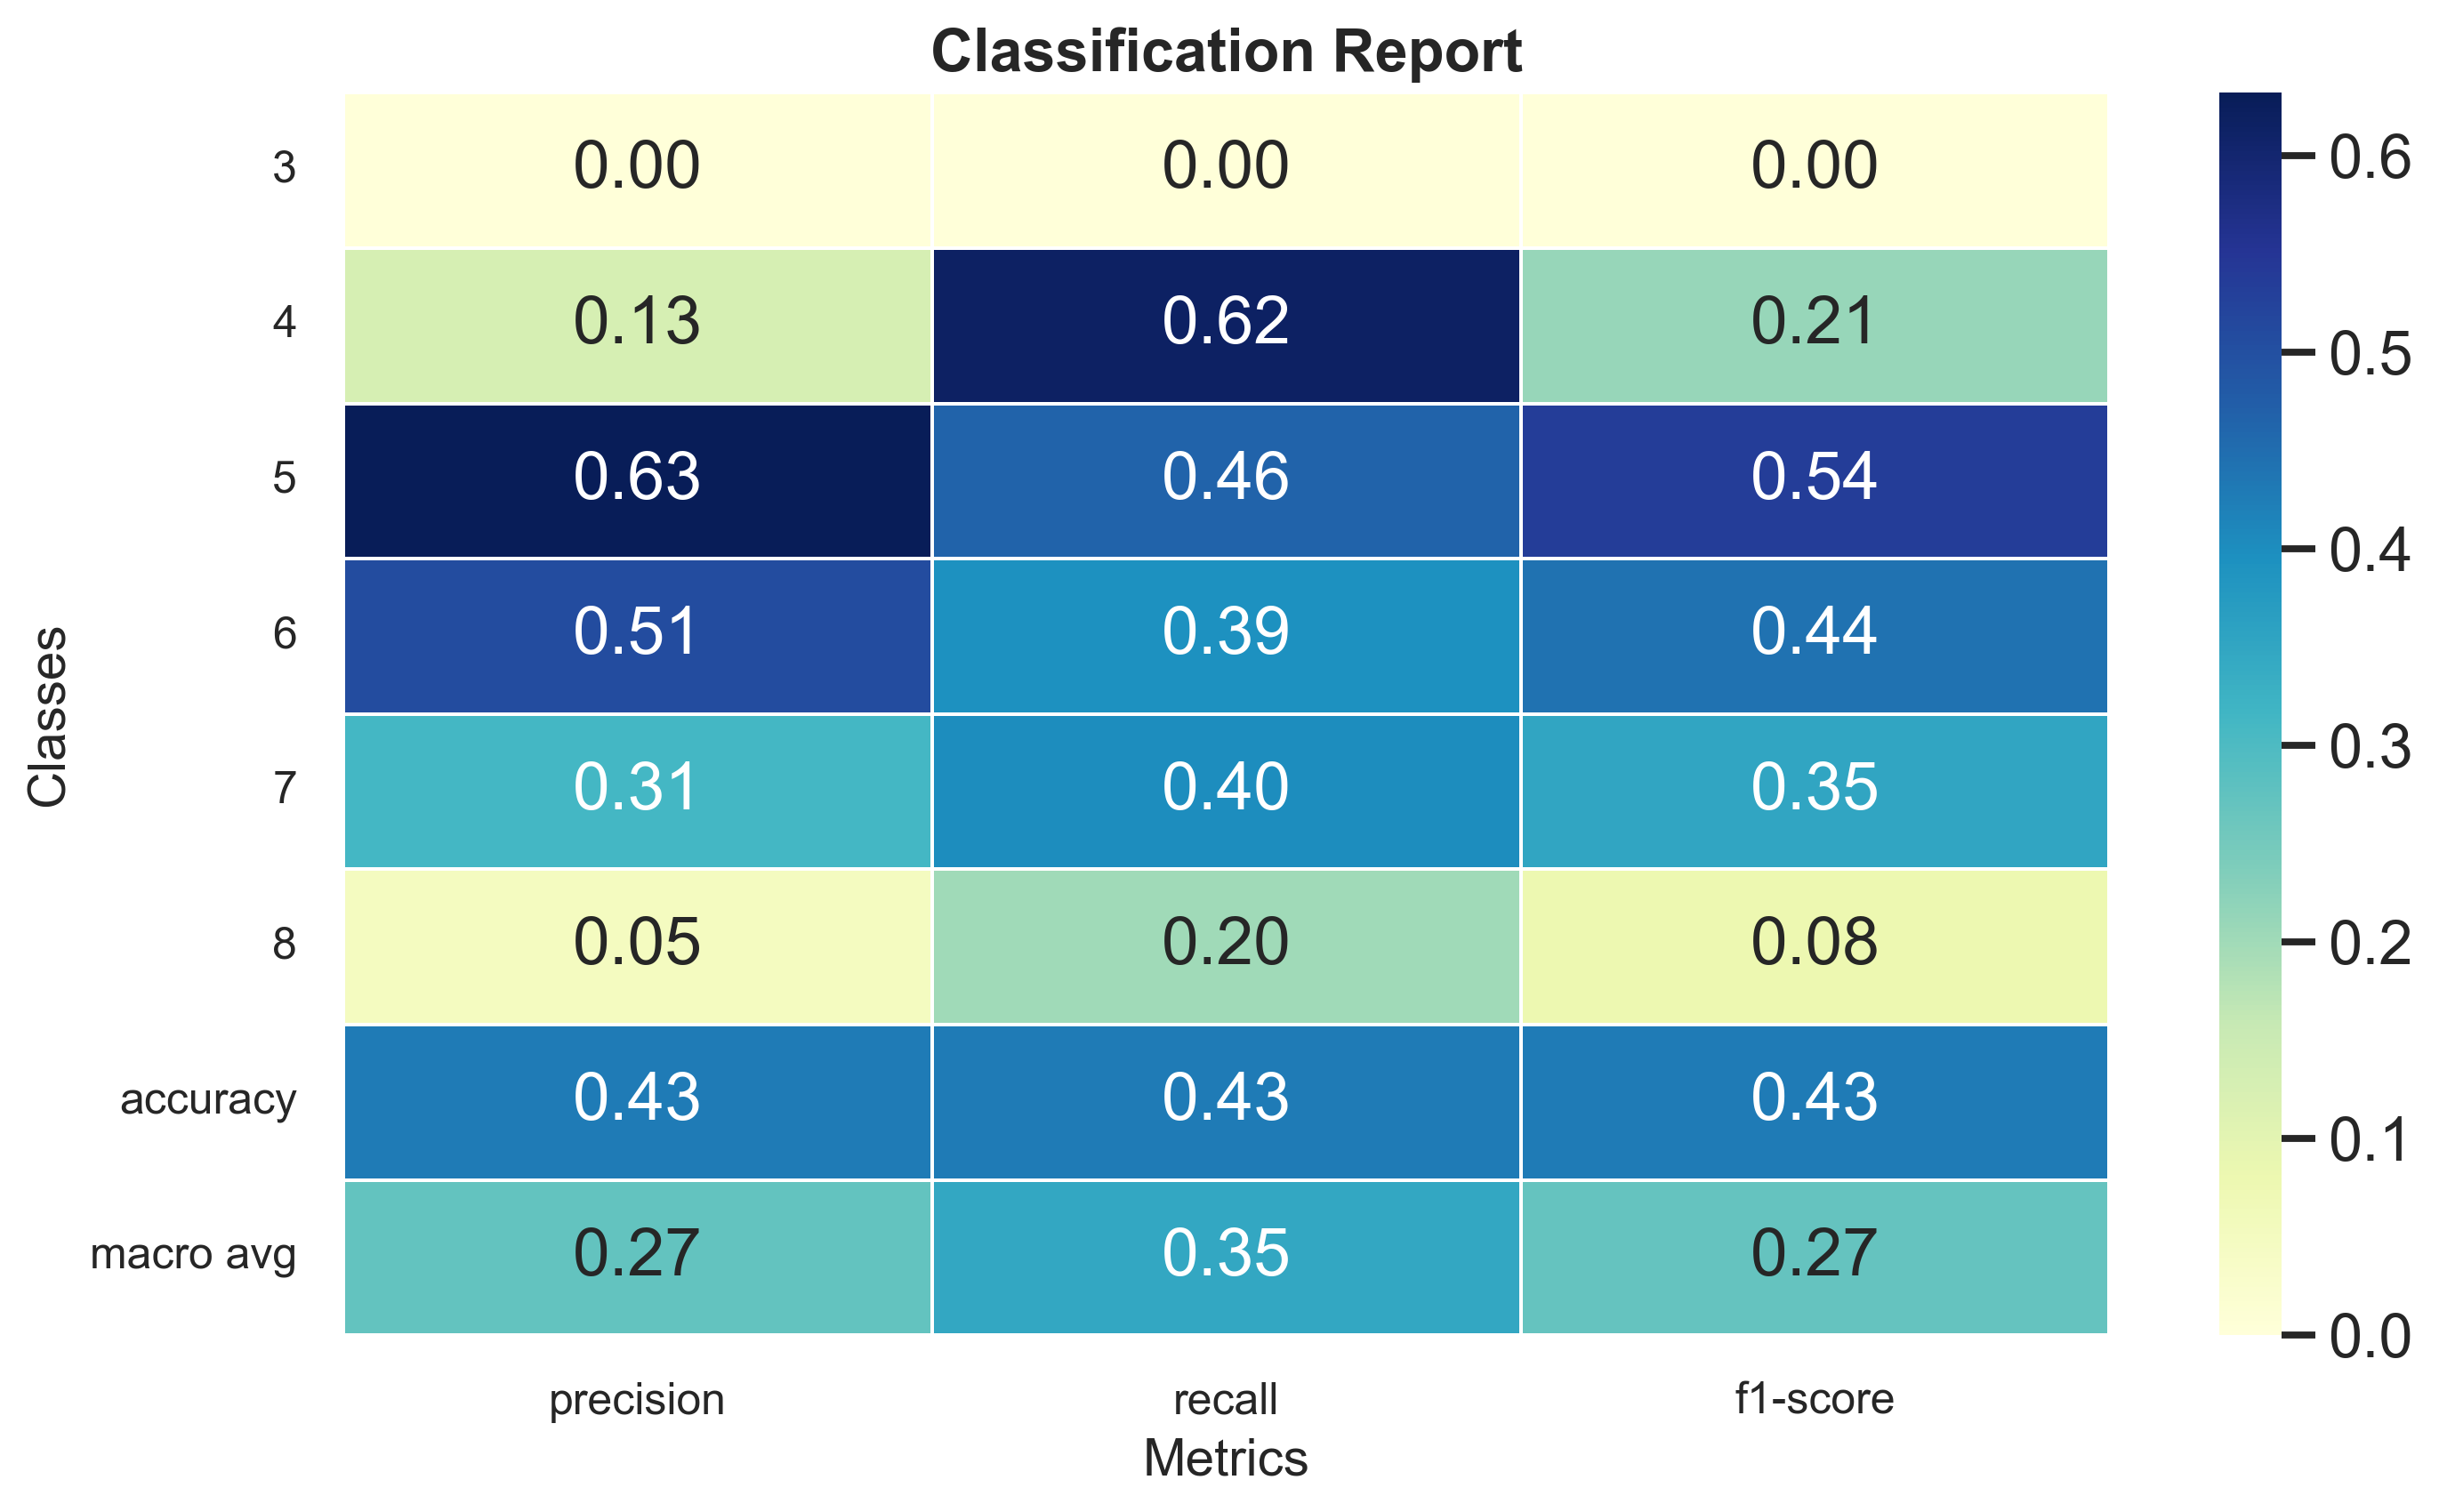 Classification Report
3 0.00 0.00 0.00
4 0.13 0.62 0.21
5 0.63 0.46 0.54
6 0.51 0.39 0.44
7 0.31 0.40 0.35
8 0.05 0.20 0.08
accuracy 0.43 0.43 0.43
macro avg 0.27 0.35 0.27
precision recall f1-score
Metrics
Classes
0.6
0.5
0.4
0.3
0.2
0.1
0.0